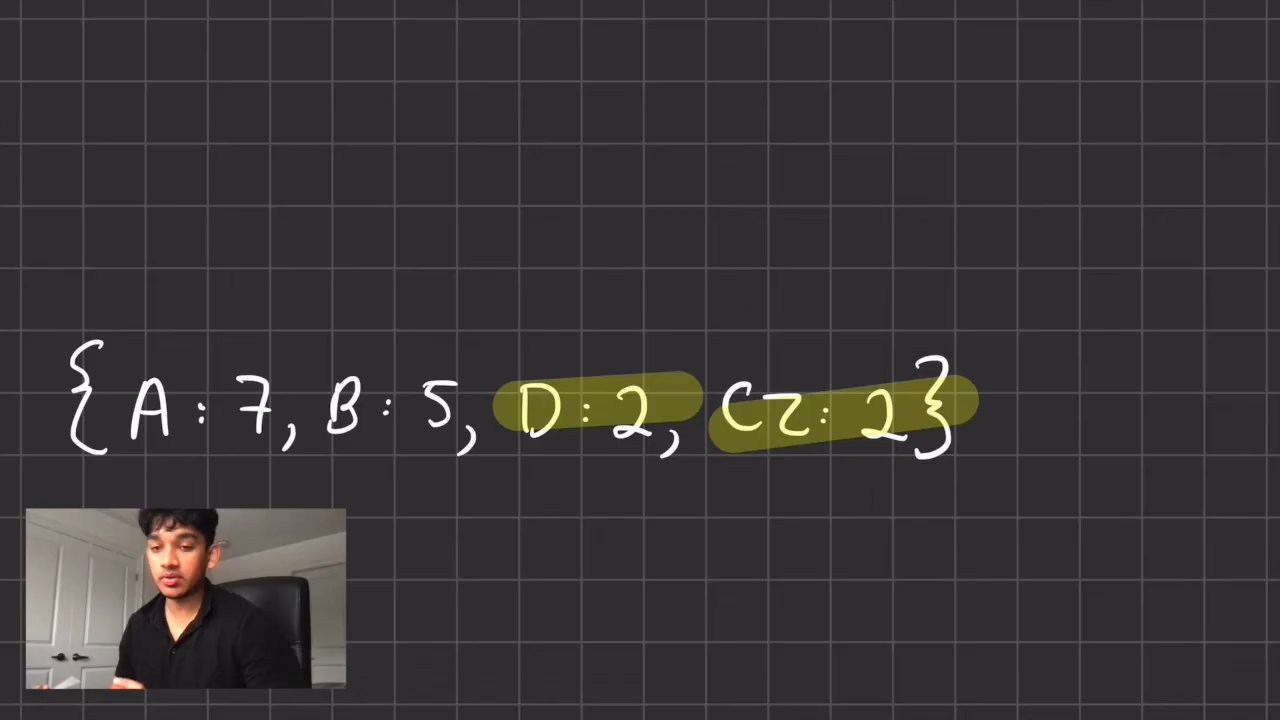 { A : 7, B : 5, D : 2, CZ : 2 }